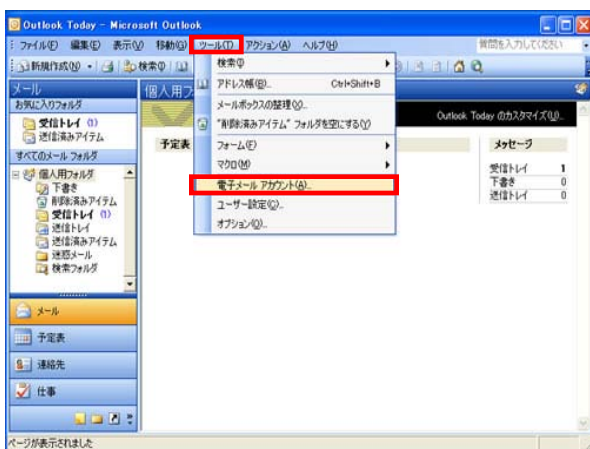 Outlook Today - Microsoft Outlook
ファイル(F) 編集(E) 表示(V) 移動(G) ツール(T) アクション(A) ヘルプ(H)
質問を入力してください
新規作成(N)
検索(I)
メール
お気に入りフォルダ
受信トレイ (1)
送信済みアイテム
すべてのメール フォルダ
個人用フォルダ
下書き
削除済みアイテム
受信トレイ (1)
送信トレイ
送信済みアイテム
迷惑メール
検索フォルダ
メール
予定表
連絡先
仕事
ページが表示されました
個人用フ
予定表
検索(I)
アドレス帳(B)... Ctrl+Shift+B
メールボックスの整理(X)...
"削除済みアイテム" フォルダを空にする(Y)
フォーム(F)
マクロ(M)
電子メール アカウント(A)...
ユーザー設定(C)...
オプション(O)...
Outlook Today のカスタマイズ(U)...
メッセージ
受信トレイ 1
下書き 0
送信トレイ 0